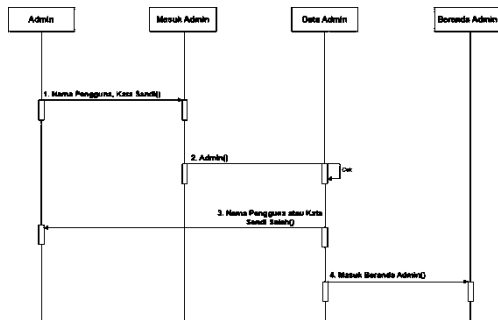 Admin
Masuk Admin
Data Admin
Beranda Admin
1. Nama Pengguna, Kata Sandi()
2. Admin()
Cek
3. Nama Pengguna atau Kata
Sandi Salah()
4. Masuk Beranda Admin()